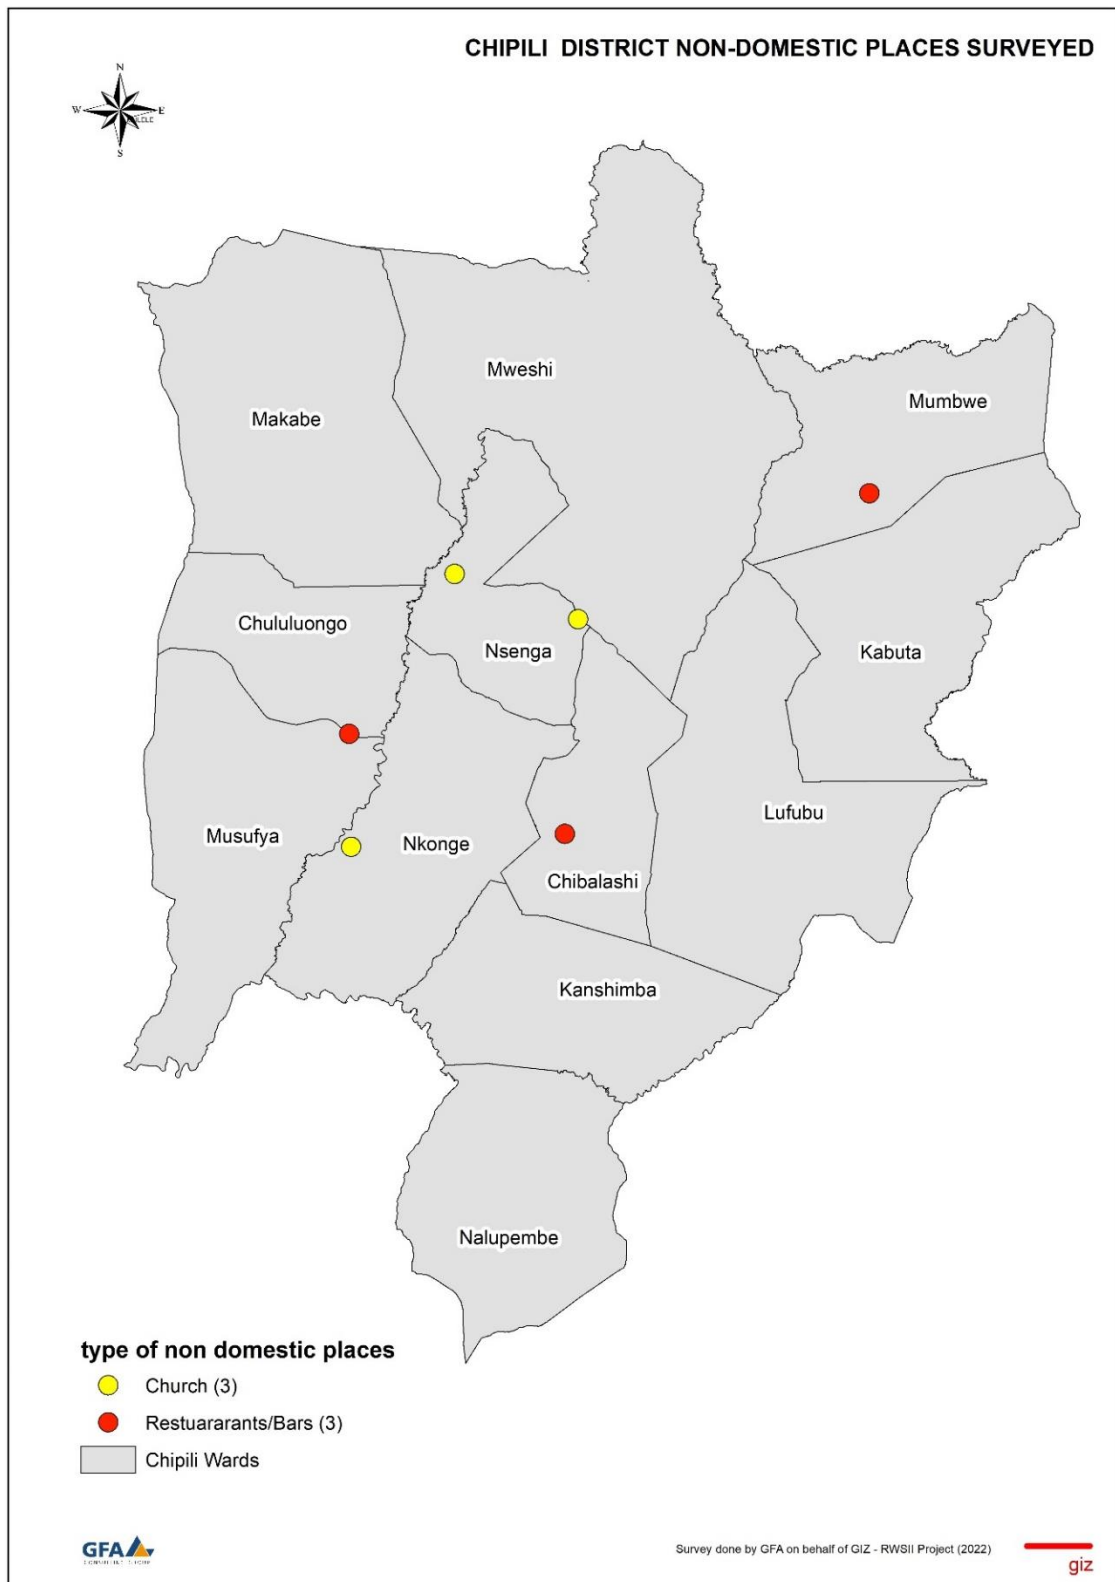 CHIPILI DISTRICT NON-DOMESTIC PLACES SURVEYED
N
W
E
S
Mweshi
Mumbwe
Makabe
Chululuongo
Nsenga
Kabuta
Lufubu
Musufya
Nkonge
Chibalashi
Kanshimba
Nalupembe
type of non domestic places
Church (3)
Restuararants/Bars (3)
Chipili Wards
GFA
Survey done by GFA on behalf of GIZ - RWSII Project (2022)
giz